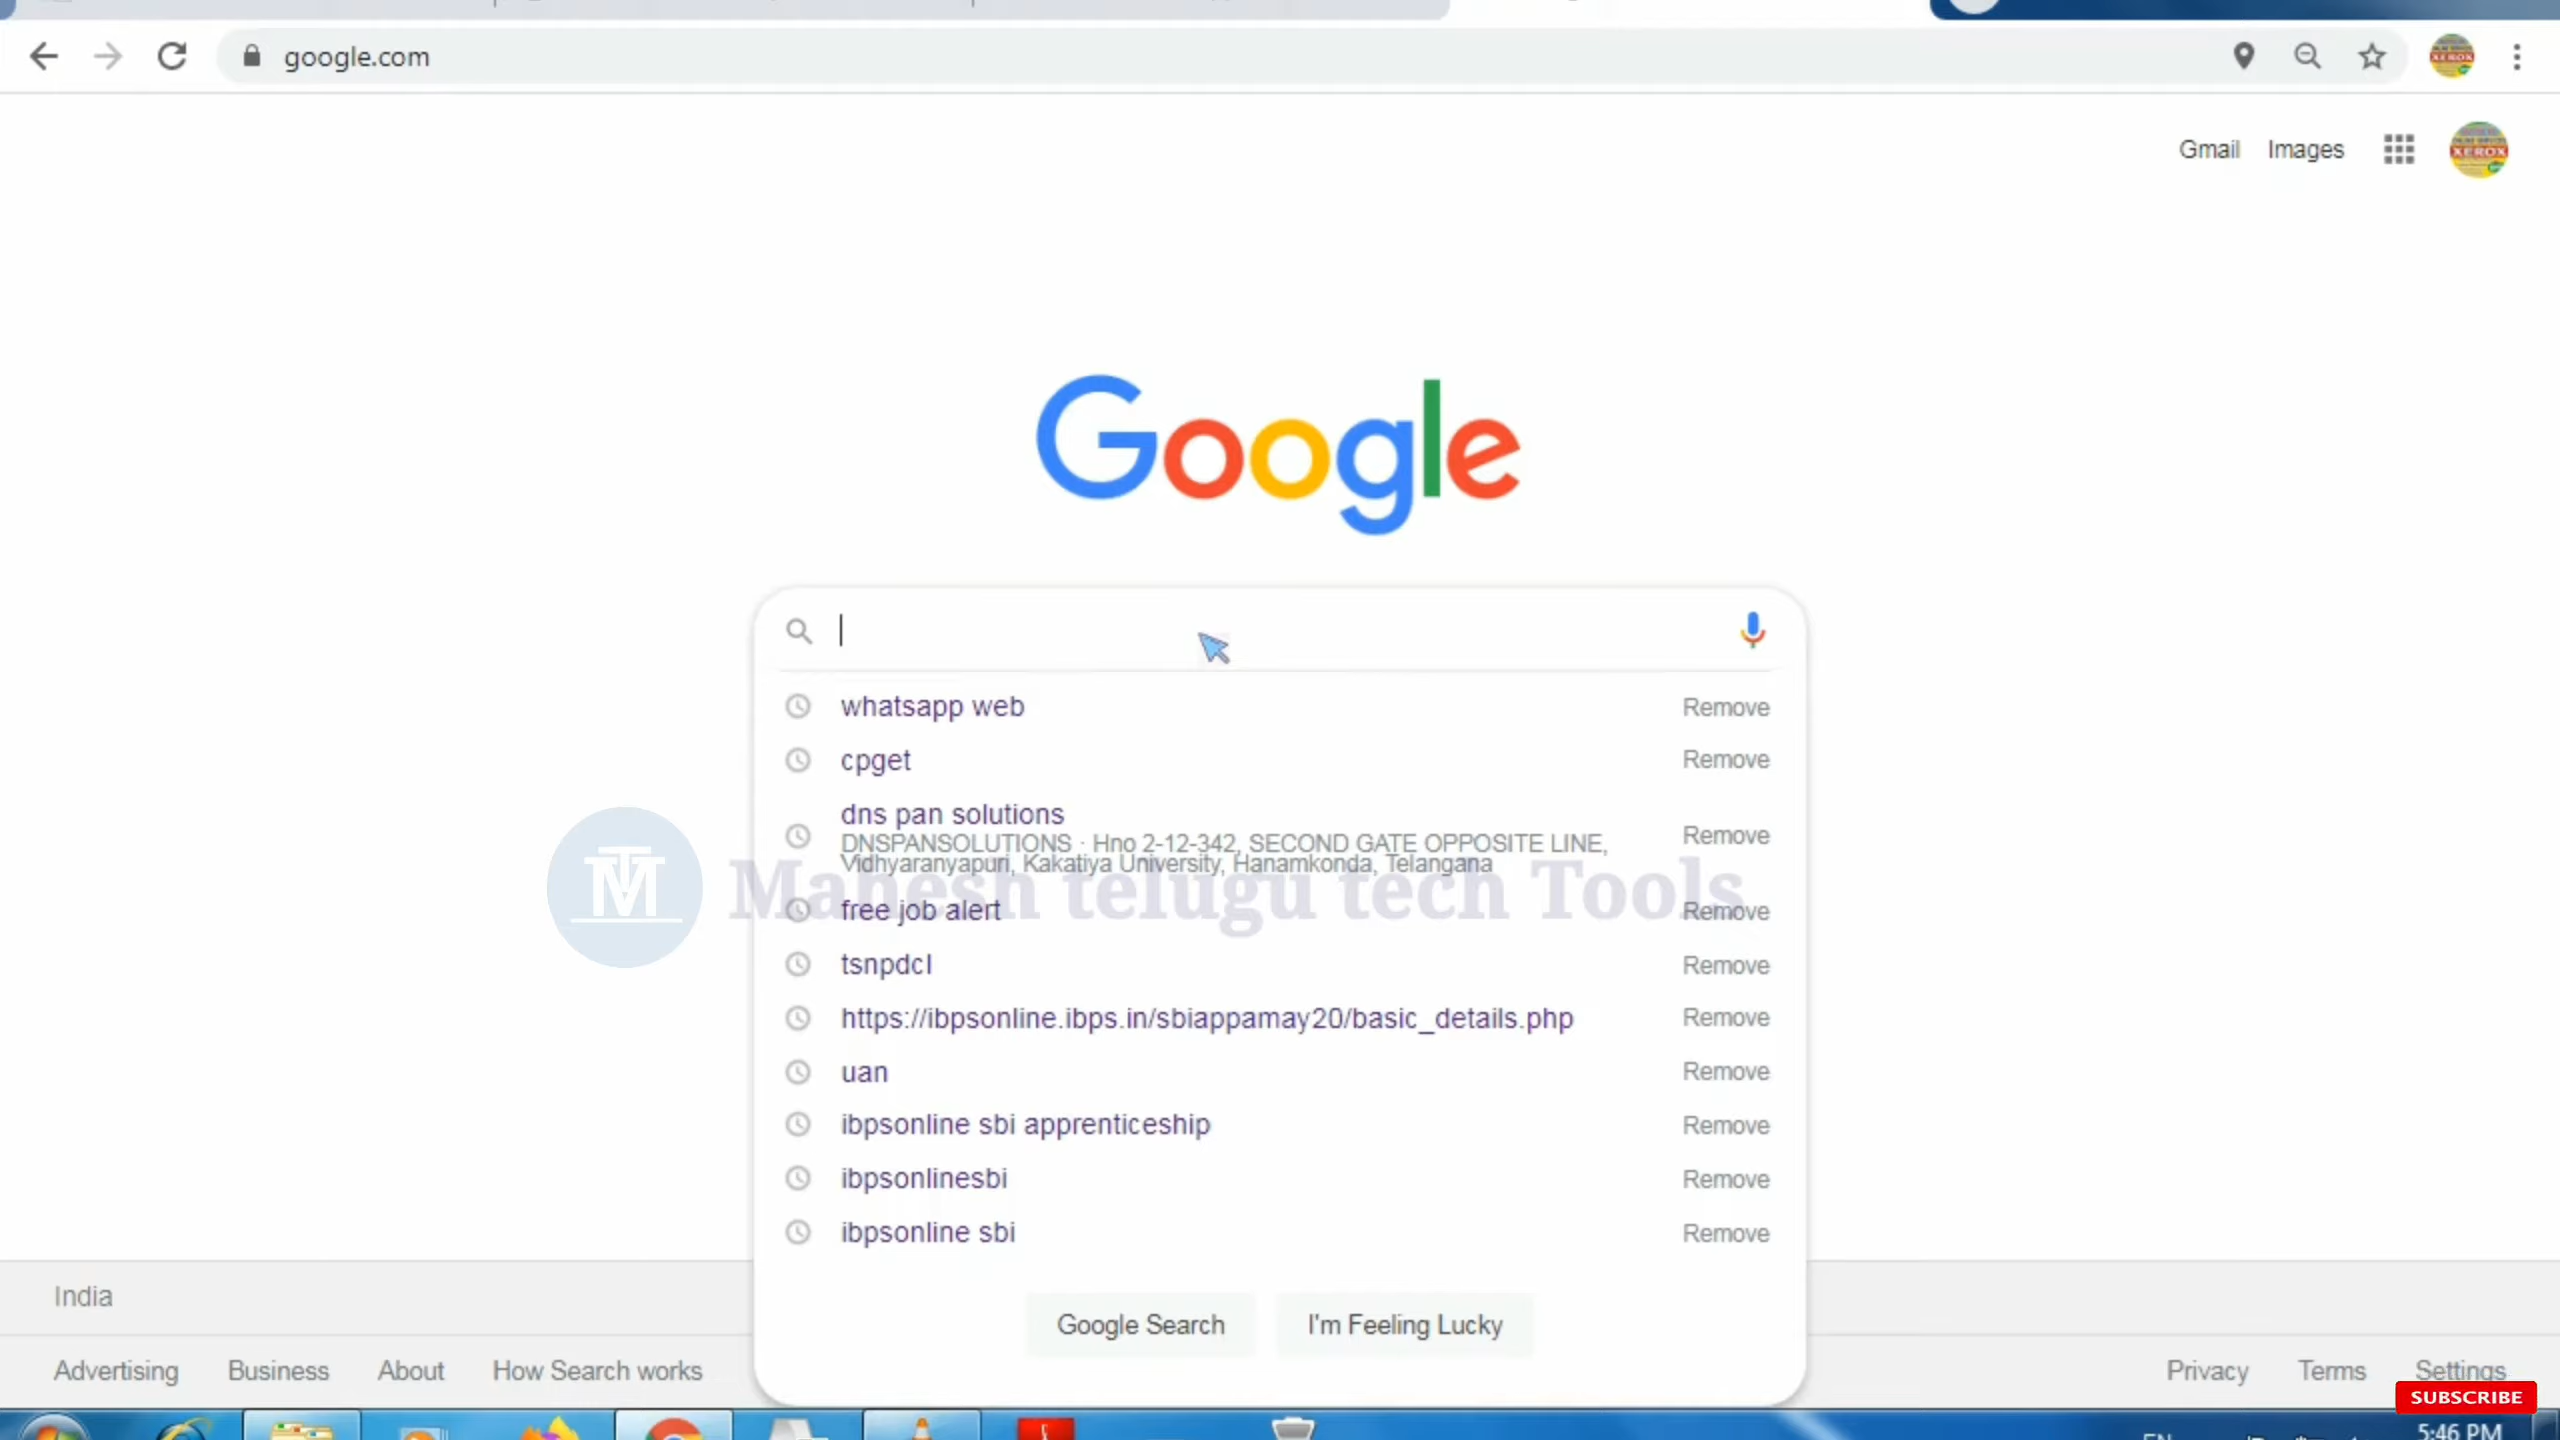 google.com
Gmail Images
XEROX
Google
whatsapp web Remove
cpget Remove
dns pan solutions
DNSPANSOLUTIONS · Hno 2-12-342, SECOND GATE OPPOSITE LINE,
Vidhyaranyapuri, Kakatiya University, Hanamkonda, Telangana
Remove
Mahesh telugu tech Tools
free job alert Remove
tsnpdcl Remove
https://ibpsonline.ibps.in/sbiappamay20/basic_details.php Remove
uan Remove
ibpsonline sbi apprenticeship Remove
ibpsonlinesbi Remove
ibpsonline sbi Remove
India
Google Search I'm Feeling Lucky
Advertising Business About How Search works Privacy Terms Settings
SUBSCRIBE
5:46 PM